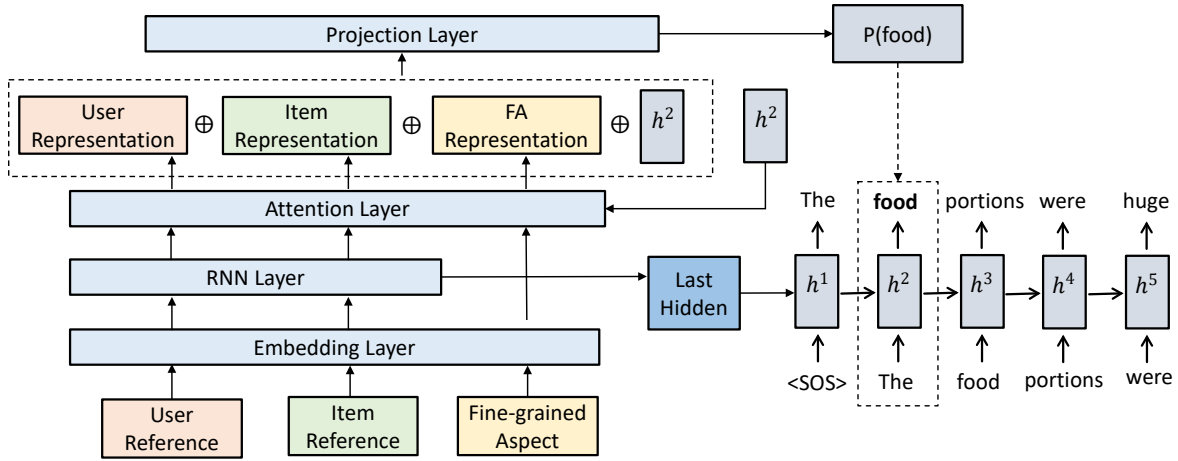 Projection Layer
P(food)
User
Representation
⊕
Item
Representation
⊕
FA
Representation
⊕
h²
h²
Attention Layer
The
food
portions
were
huge
RNN Layer
Last
Hidden
h¹
h²
h³
h⁴
h⁵
Embedding Layer
<SOS>
The
food
portions
were
User
Reference
Item
Reference
Fine-grained
Aspect